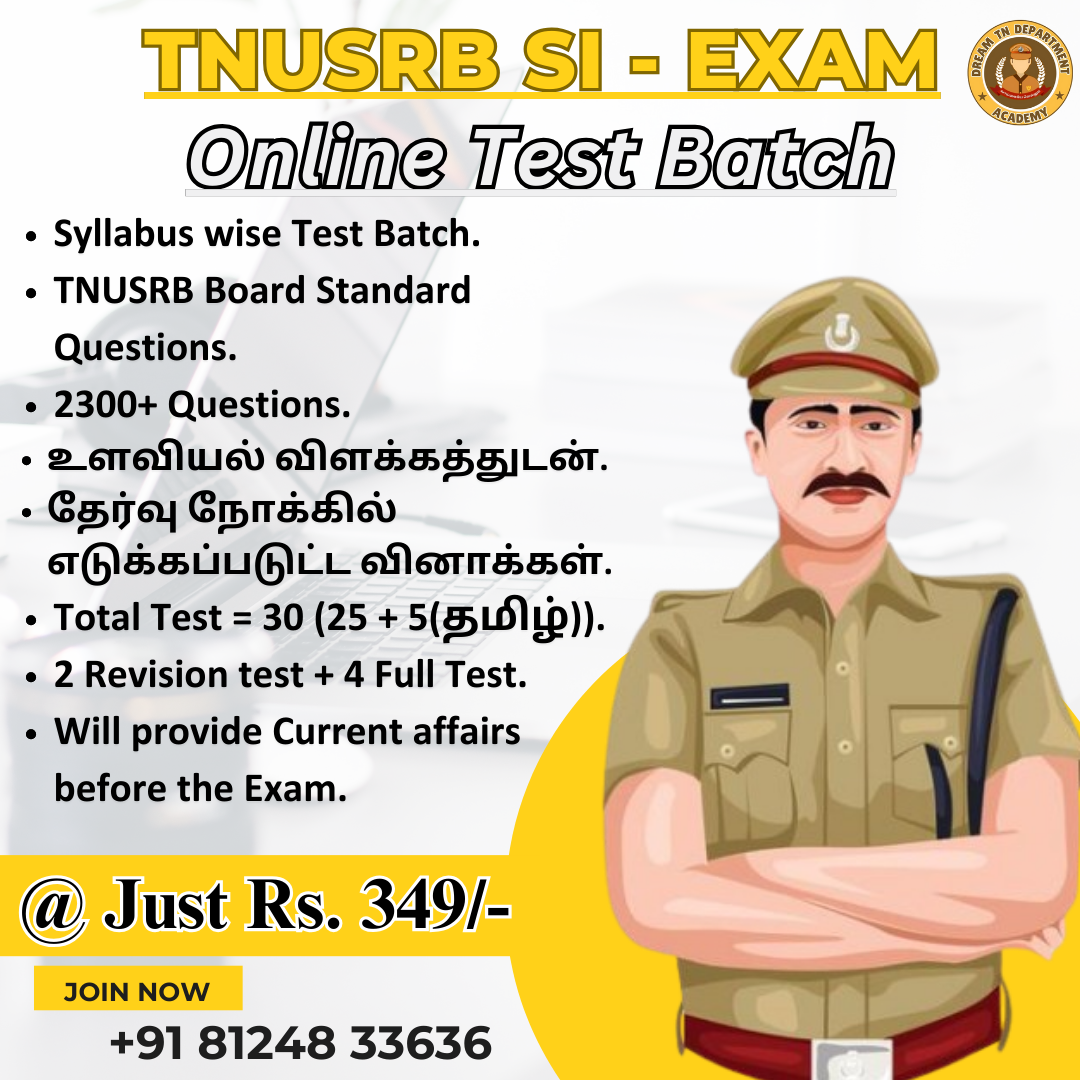 TNUSRB SI - EXAM
DREAM TN DEPARTMENT
ACADEMY
Online Test Batch
• Syllabus wise Test Batch.
• TNUSRB Board Standard
Questions.
• 2300+ Questions.
• உளவியல் விளக்கத்துடன்.
• தேர்வு நோக்கில்
எடுக்கப்படுட்ட வினாக்கள்.
• Total Test = 30 (25 + 5(தமிழ்)).
• 2 Revision test + 4 Full Test.
• Will provide Current affairs
before the Exam.
@ Just Rs. 349/-
JOIN NOW
+91 81248 33636